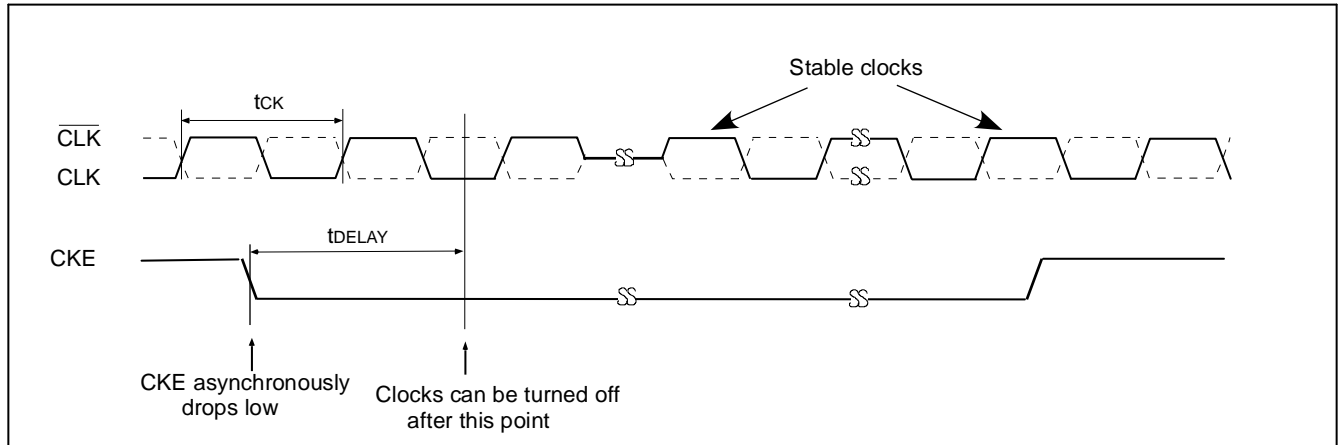 Stable clocks
tCK
CLK
CLK
tDELAY
CKE
CKE asynchronously
drops low
Clocks can be turned off
after this point